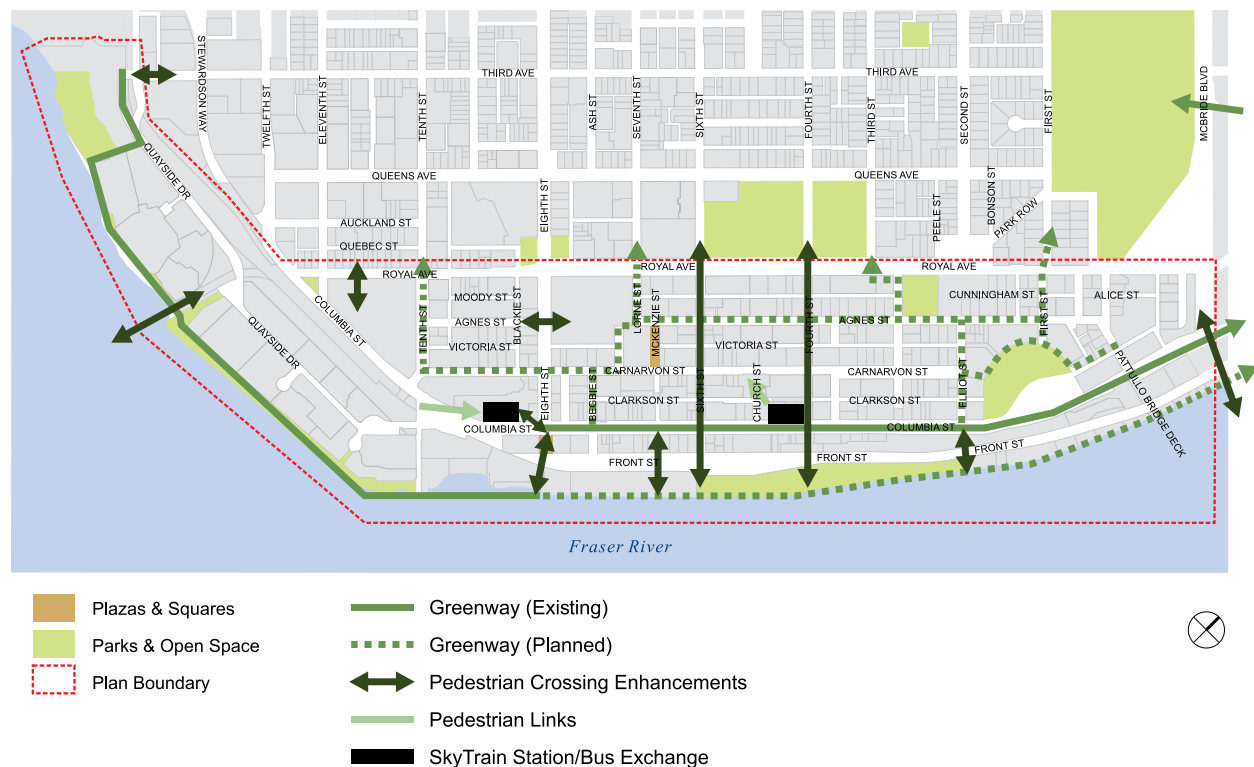 STEWARDSON WAY
THIRD AVE
THIRD AVE
TWELFTH ST
ELEVENTH ST
TENTH ST
ASH ST
SEVENTH ST
SIXTH ST
FOURTH ST
THIRD ST
SECOND ST
FIRST ST
MCBRIDE BLVD
QUAYSIDE DR
QUEENS AVE
QUEENS AVE
EIGHTH ST
PEELE ST
BONSON ST
PARK ROW
AUCKLAND ST
QUEBEC ST
ROYAL AVE
ROYAL AVE
ROYAL AVE
COLUMBIA ST
QUAYSIDE DR
TENTH ST
MOODY ST
AGNES ST
VICTORIA ST
BLACKIE ST
LORNE ST
MCKENZIE ST
AGNES ST
VICTORIA ST
FOURTH ST
CUNNINGHAM ST
FIRST ST
ALICE ST
CARNARVON ST
CARNARVON ST
EIGHTH ST
BEGBIE ST
CLARKSON ST
SIXTH ST
CHURCH ST
CLARKSON ST
ELLIOT ST
PATTULLO BRIDGE DECK
COLUMBIA ST
COLUMBIA ST
FRONT ST
FRONT ST
FRONT ST
Fraser River
Plazas & Squares
Parks & Open Space
Plan Boundary
Greenway (Existing)
Greenway (Planned)
Pedestrian Crossing Enhancements
Pedestrian Links
SkyTrain Station/Bus Exchange